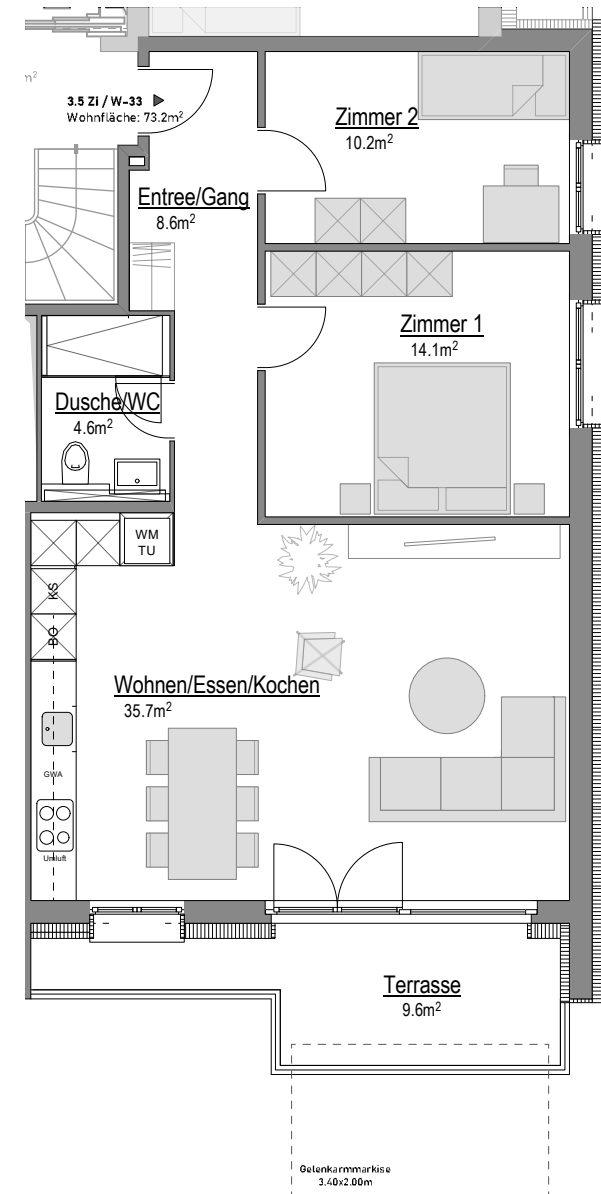 m²
3.5 Zi / W-33
Wohnfläche: 73.2m²
Zimmer 2
10.2m²
Entree/Gang
8.6m²
Zimmer 1
14.1m²
Dusche/WC
4.6m²
WM
TU
KS
BO
Wohnen/Essen/Kochen
35.7m²
GWA
Umluft
Terrasse
9.6m²
Gelenkarmmarkise
3.40x2.00m